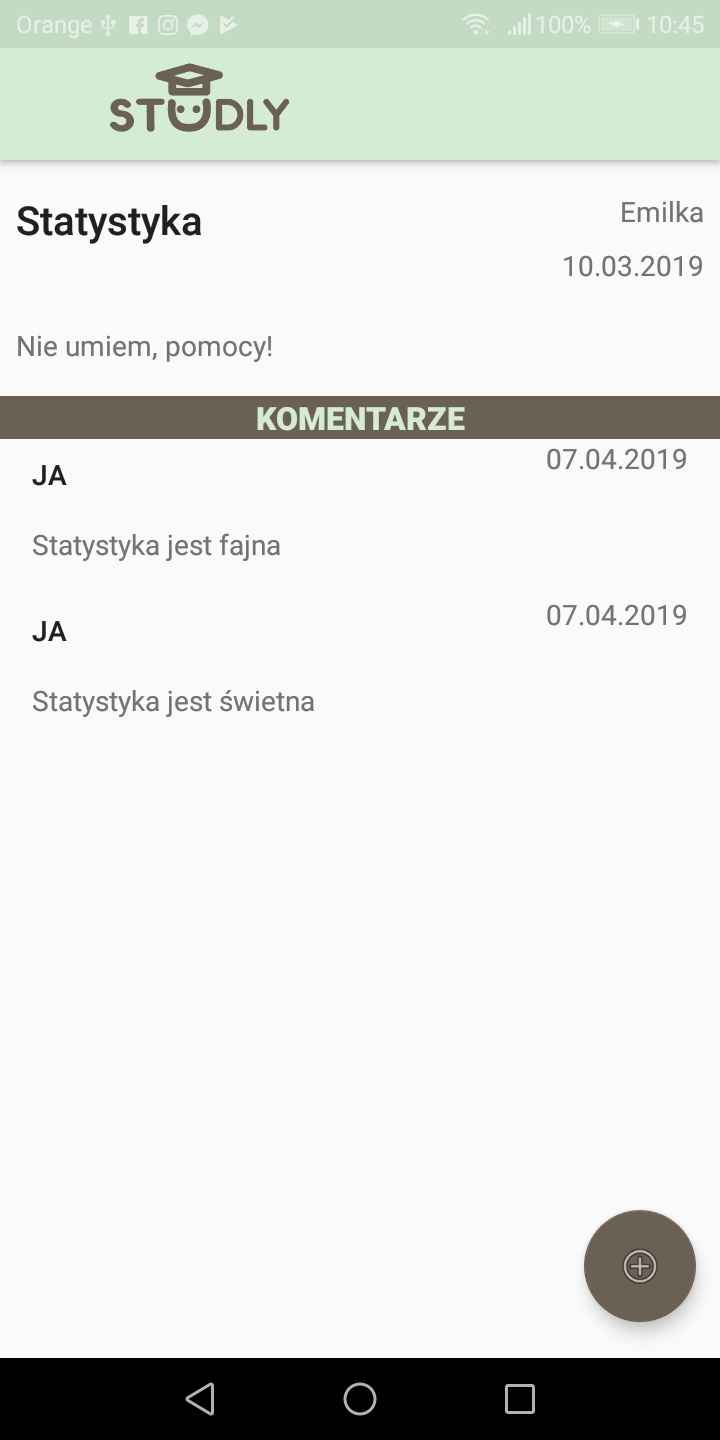 Orange 100% 10:45
STUDLY
Statystyka Emilka
10.03.2019
Nie umiem, pomocy!
KOMENTARZE
JA 07.04.2019
Statystyka jest fajna
JA 07.04.2019
Statystyka jest świetna